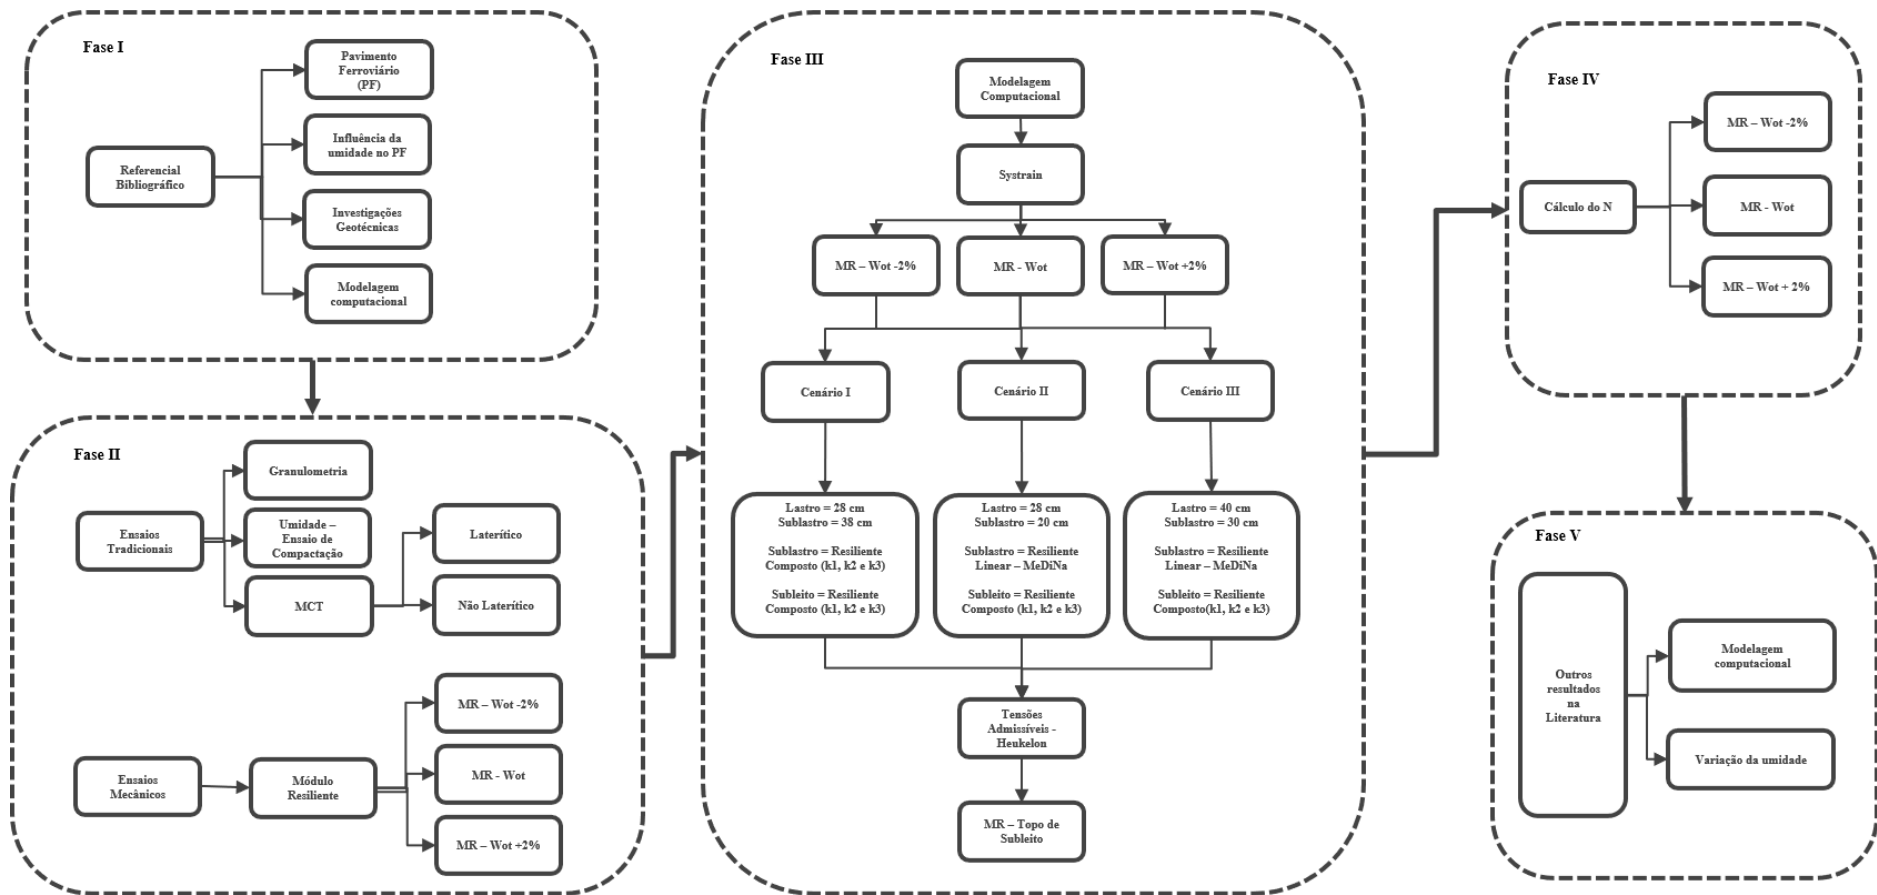 Fase I
Pavimento
Ferroviário
(PF)
Influência da
umidade no PF
Referencial
Bibliográfico
Investigações
Geotécnicas
Modelagem
computacional
Fase II
Granulometria
Ensaios
Tradicionais
Umidade –
Ensaio de
Compactação
MCT
Laterítico
Não Laterítico
Ensaios
Mecânicos
Módulo
Resiliente
MR – Wot -2%
MR - Wot
MR – Wot +2%
Fase III
Modelagem
Computacional
Systrain
MR – Wot -2%
MR - Wot
MR – Wot +2%
Cenário I
Cenário II
Cenário III
Lastro = 28 cm
Sublastro = 38 cm
Sublastro = Resiliente
Composto (k1, k2 e k3)
Subleito = Resiliente
Composto (k1, k2 e k3)
Lastro = 28 cm
Sublastro = 20 cm
Sublastro = Resiliente
Linear – MeDiNa
Subleito = Resiliente
Composto (k1, k2 e k3)
Lastro = 40 cm
Sublastro = 30 cm
Sublastro = Resiliente
Linear – MeDiNa
Subleito = Resiliente
Composto(k1, k2 e k3)
Tensões
Admissíveis -
Heukelon
MR – Topo de
Subleito
Fase IV
Cálculo do N
MR – Wot -2%
MR - Wot
MR – Wot + 2%
Fase V
Outros
resultados
na
Literatura
Modelagem
computacional
Variação da umidade